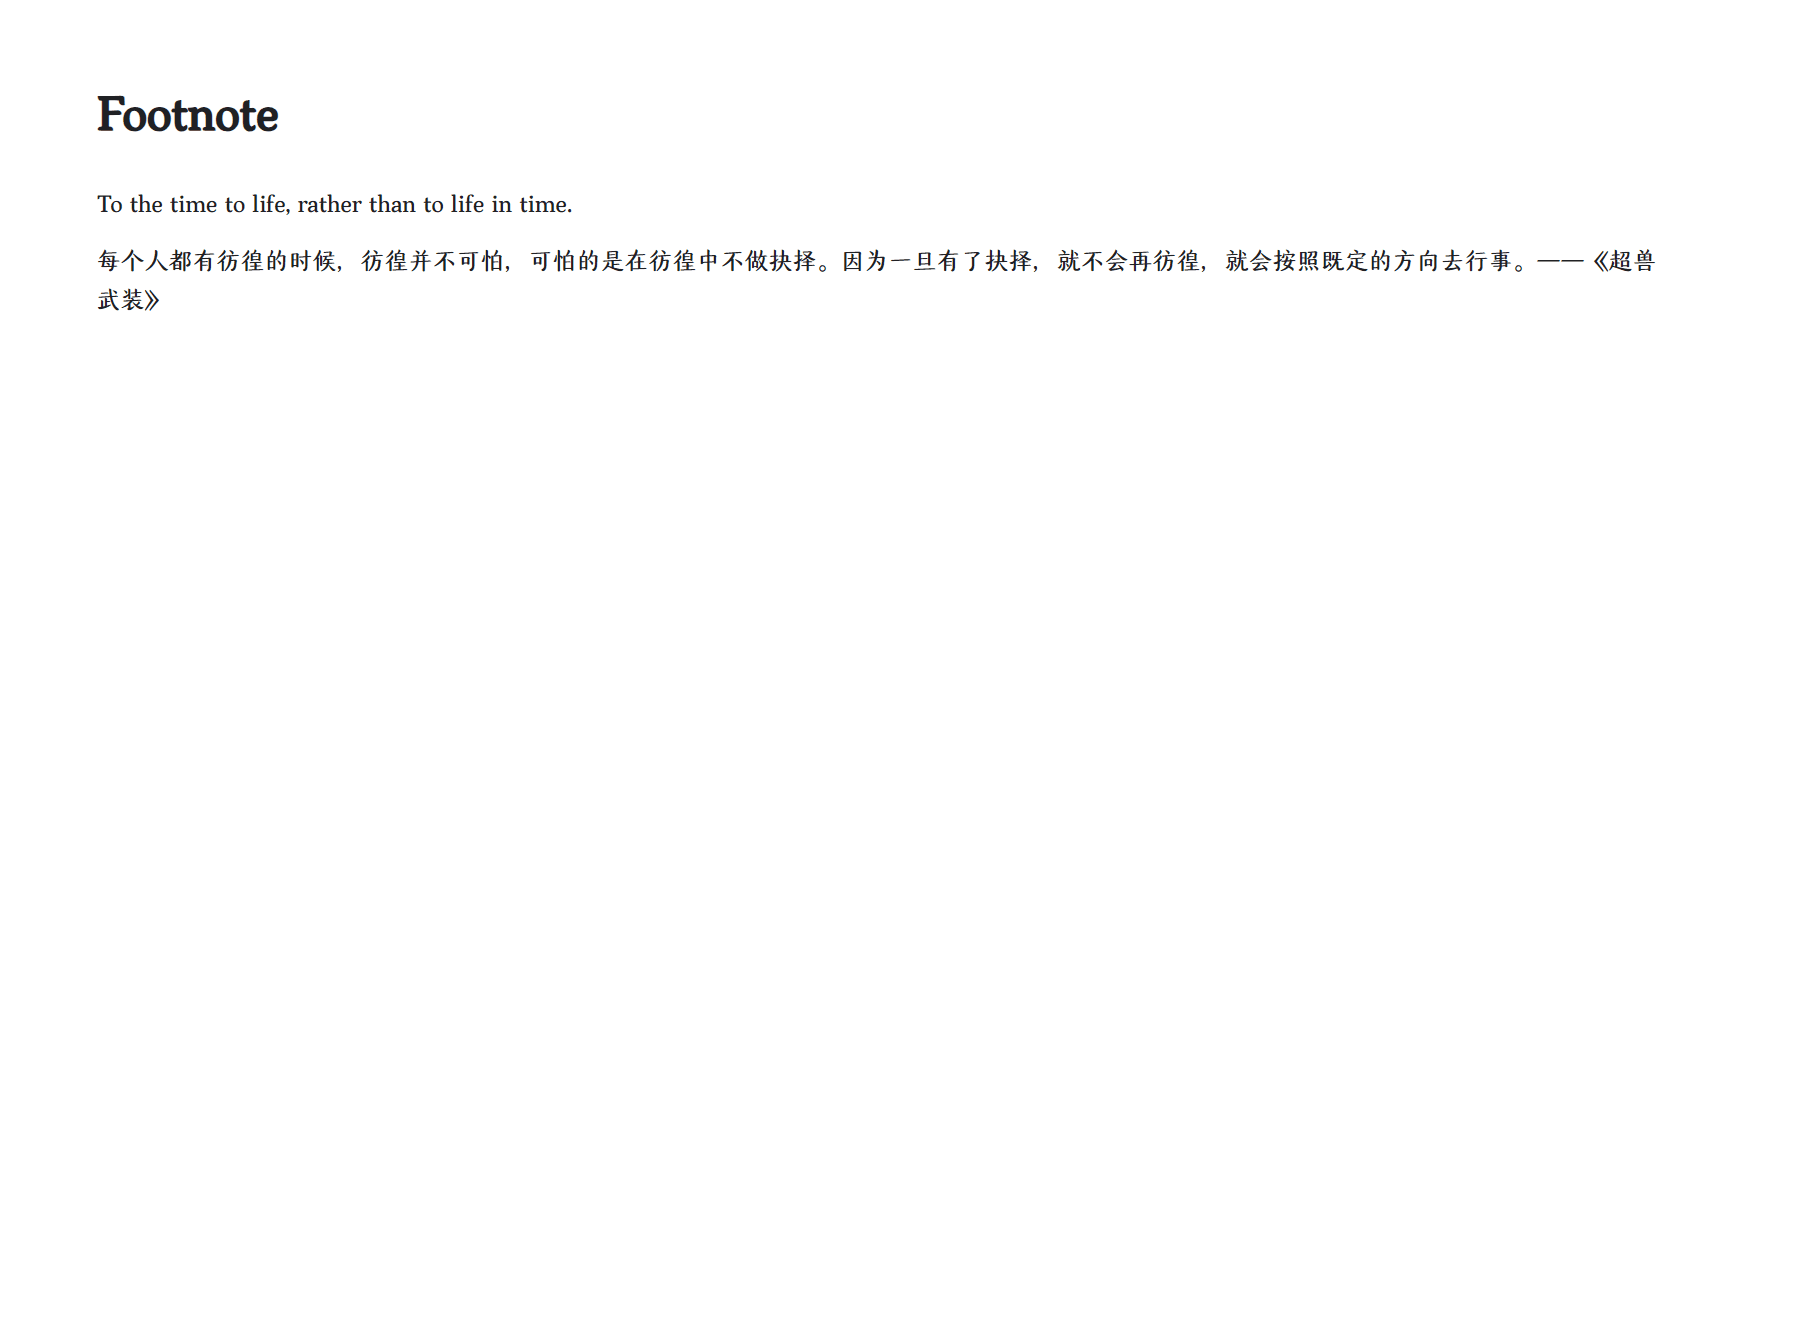 Footnote
To the time to life, rather than to life in time.
每个人都有彷徨的时候，彷徨并不可怕，可怕的是在彷徨中不做抉择。因为一旦有了抉择，就不会再彷徨，就会按照既定的方向去行事。——《超兽
武装》